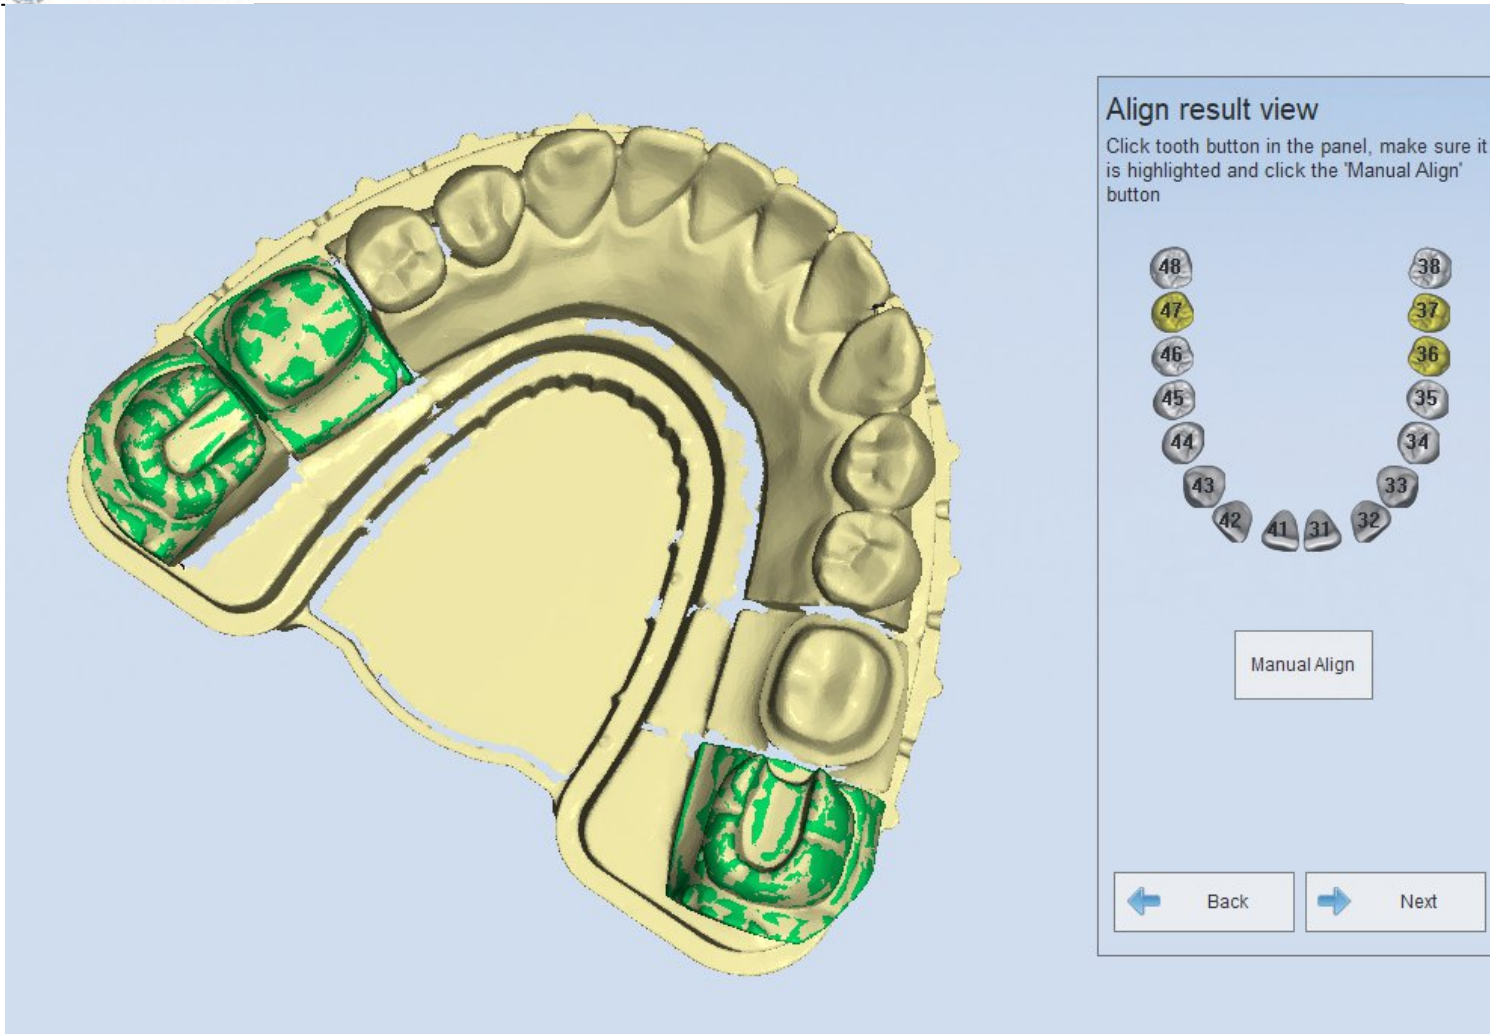 Align result view
Click tooth button in the panel, make sure it
is highlighted and click the 'Manual Align'
button
48 38
47 37
46 36
45 35
44 34
43 33
42 41 31 32
Manual Align
Back Next